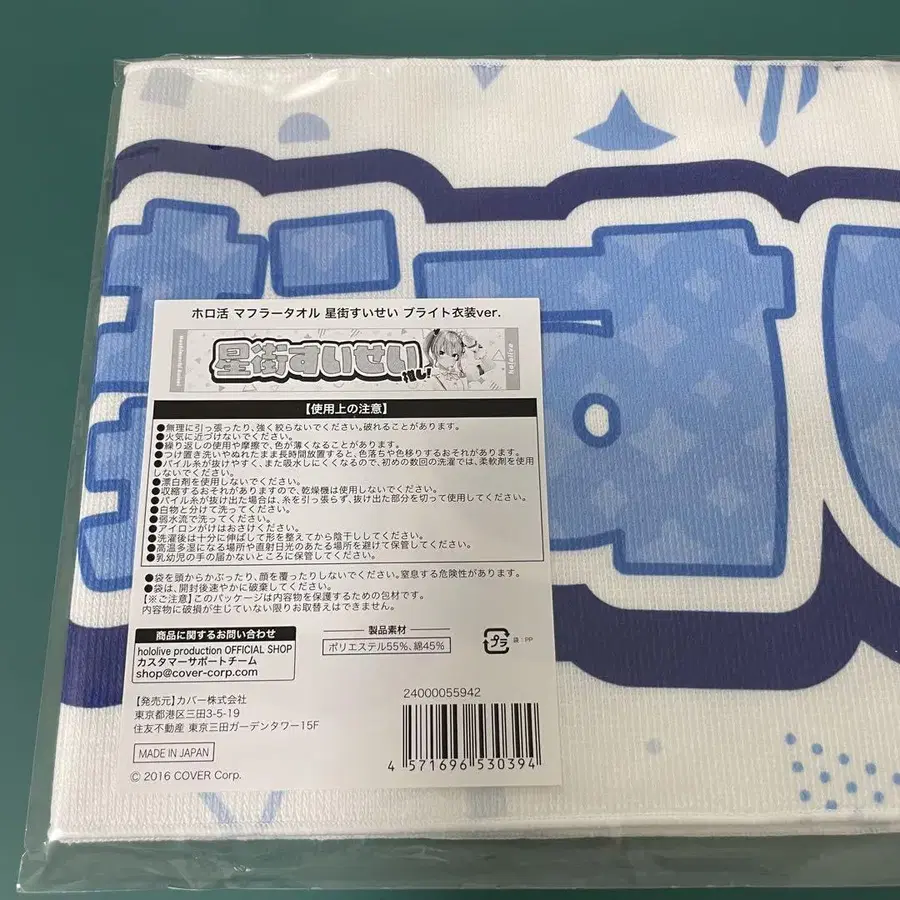 ホロ活 マフラータオル 星街すいせい ブライト衣装ver.
星街すいせい
推し!
hololive
【使用上の注意】
●無理に引っ張ったり、強く絞らないでください。破れることがあります。
●火気に近づけないでください。
●繰り返しの使用や摩擦で、色が薄くなることがあります。
●つけ置き洗いやぬれたまま長時間放置すると、色落ちや色移りするおそれがあります。
●パイル糸が抜けやすく、また吸水しにくくなるので、初めの数回の洗濯では、柔軟剤を使用
しないでください。
●漂白剤を使用しないでください。
●収縮するおそれがありますので、乾燥機は使用しないでください。
●パイル糸が抜け出た場合は、糸を引っ張らず、抜け出た部分を切って使用してください。
●白物と分けて洗ってください。
●弱水流で洗ってください。
●アイロンがけはおさけください。
●洗濯後は十分に伸ばして形を整えてから陰干ししてください。
●高温多湿になる場所や直射日光のあたる場所を避けて保管してください。
●乳幼児の手の届かないところに保管してください。
●袋を頭からかぶったり、顔を覆ったりしないでください。窒息する危険性があります。
●袋は、開封後速やかに破棄してください。
【※ご注意】このパッケージは内容物を保護するための包材です。
内容物に破損が生じていない限りお取替えはできません。
商品に関するお問い合わせ
hololive production OFFICIAL SHOP
カスタマーサポートチーム
shop@cover-corp.com
製品素材
ポリエステル55%、綿45%
プラ
袋:PP
【発売元】カバー株式会社
東京都港区三田3-5-19
住友不動産 東京三田ガーデンタワー15F
MADE IN JAPAN
© 2016 COVER Corp.
24000055942
4 571696 530394